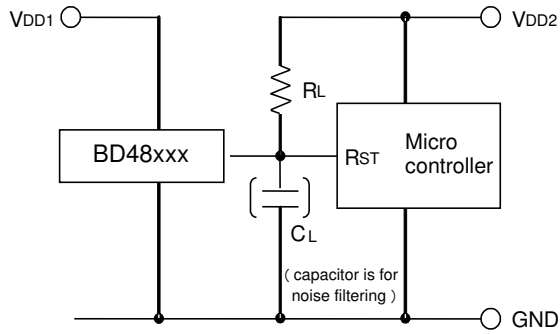 VDD1
VDD2
RL
BD48xxx
RST
Micro
controller
CL
( capacitor is for
noise filtering )
GND